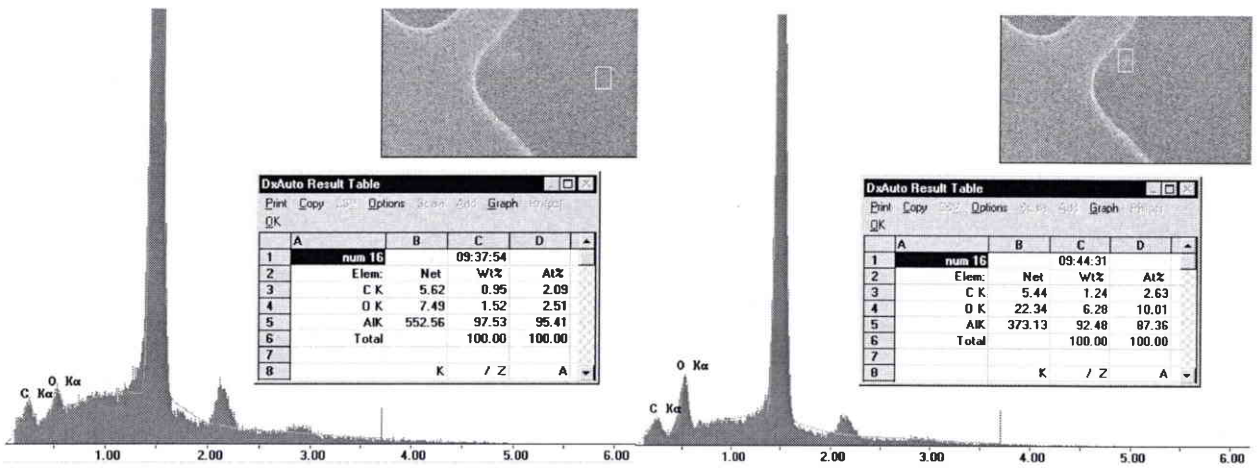 DxAuto Result Table
Print Copy Options Graph
OK
A B C D
1 num 16 09:37:54
2 Elem: Net Wt% At%
3 C K 5.62 0.95 2.09
4 O K 7.49 1.52 2.51
5 AlK 552.56 97.53 95.41
6 Total 100.00 100.00
7
8 K / Z A
C Kα O Kα
1.00 2.00 3.00 4.00 5.00 6.00
DxAuto Result Table
Print Copy Options Graph
OK
A B C D
1 num 16 09:44:31
2 Elem: Net Wt% At%
3 C K 5.44 1.24 2.63
4 O K 22.34 6.28 10.01
5 AlK 373.13 92.48 87.36
6 Total 100.00 100.00
7
8 K / Z A
O Kα
C Kα
1.00 2.00 3.00 4.00 5.00 6.00